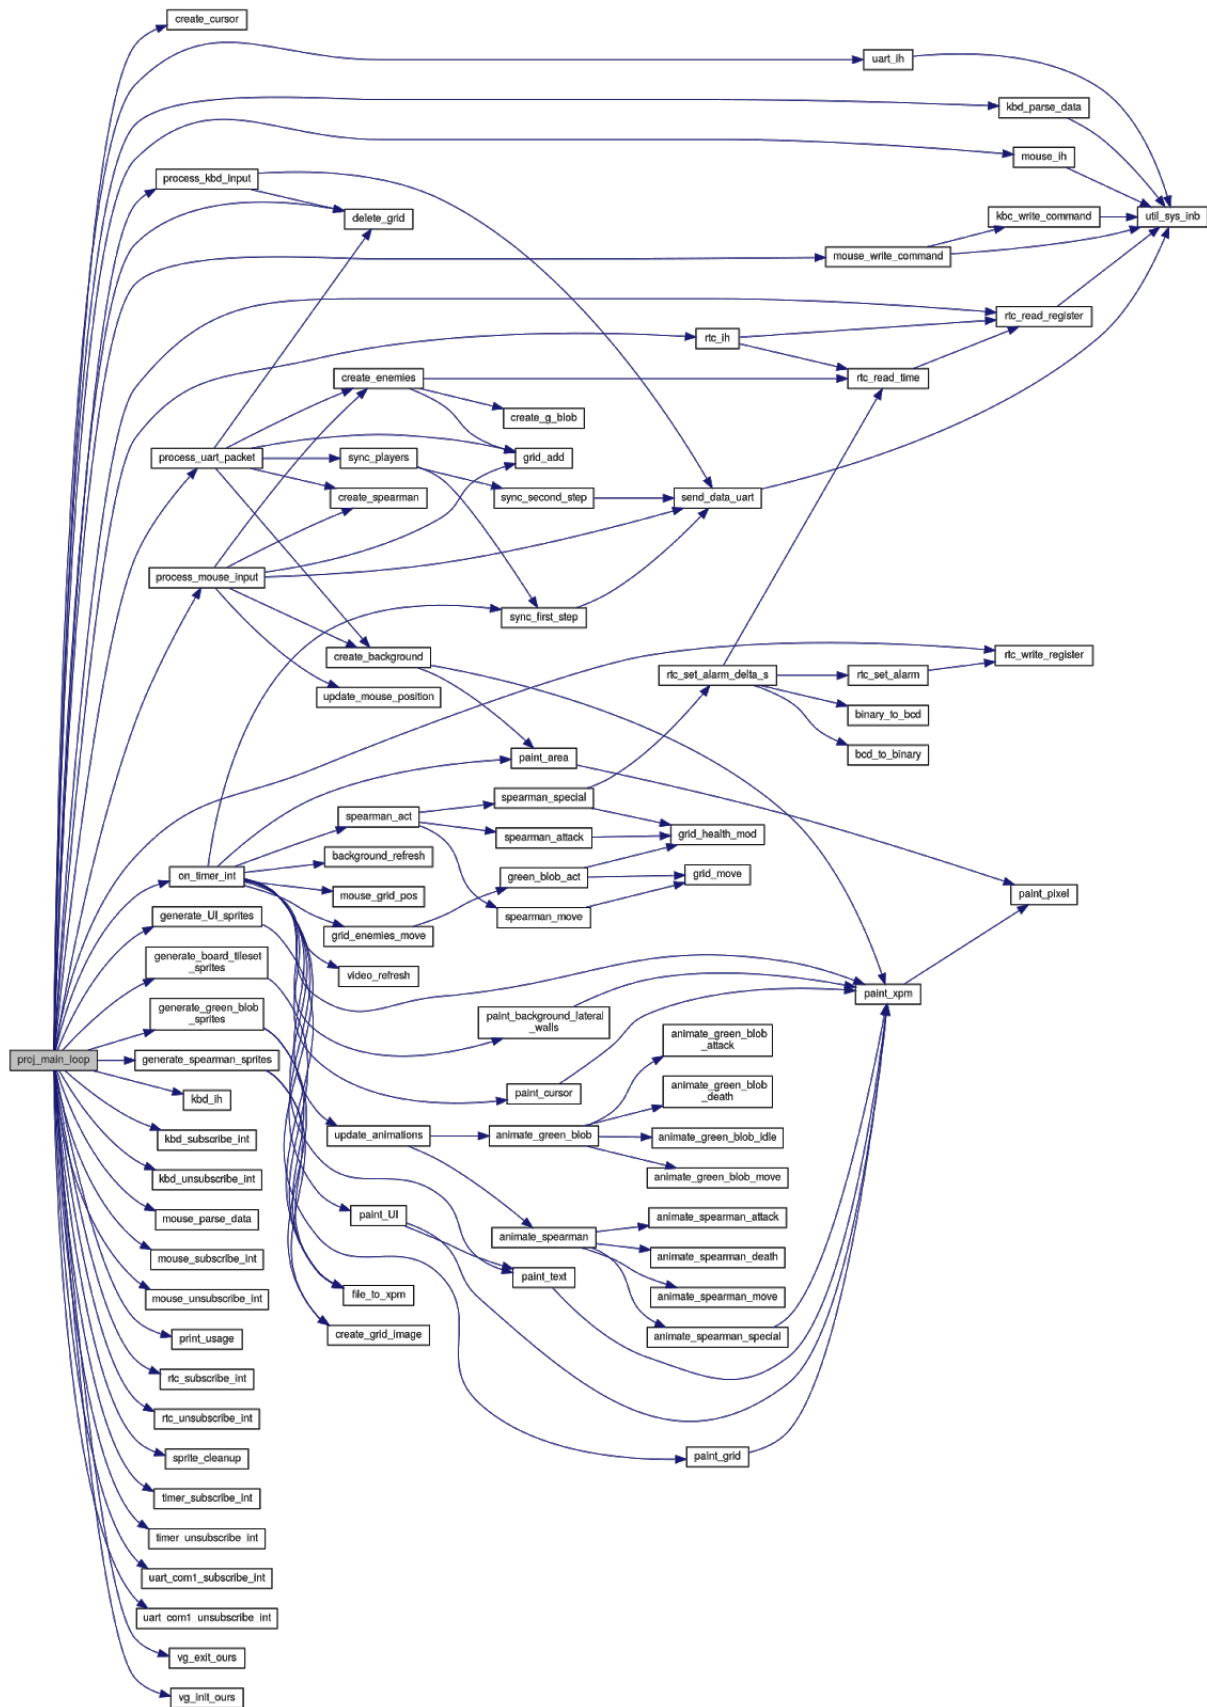 create_cursor
uart_ih
kbd_parse_data
mouse_ih
process_kbd_input
delete_grid
kbc_write_command
util_sys_inb
mouse_write_command
rtc_read_register
rtc_ih
create_enemies
rtc_read_time
create_g_blob
process_uart_packet
sync_players
grid_add
create_spearman
sync_second_step
send_data_uart
process_mouse_input
sync_first_step
create_background
rtc_write_register
rtc_set_alarm_delta_s
rtc_set_alarm
update_mouse_position
binary_to_bcd
paint_area
bcd_to_binary
spearman_special
spearman_act
spearman_attack
grid_health_mod
background_refresh
on_timer_int
green_blob_act
grid_move
mouse_grid_pos
paint_pixel
generate_UI_sprites
spearman_move
grid_enemies_move
generate_board_tileset
_sprites
video_refresh
paint_xpm
generate_green_blob
_sprites
paint_background_lateral
_walls
animate_green_blob
_attack
proj_main_loop
generate_spearman_sprites
paint_cursor
animate_green_blob
_death
kbd_ih
update_animations
animate_green_blob
animate_green_blob_idle
kbd_subscribe_int
animate_green_blob_move
kbd_unsubscribe_int
mouse_parse_data
paint_UI
animate_spearman_attack
animate_spearman
mouse_subscribe_int
animate_spearman_death
paint_text
mouse_unsubscribe_int
file_to_xpm
animate_spearman_move
print_usage
create_grid_image
animate_spearman_special
rtc_subscribe_int
rtc_unsubscribe_int
sprite_cleanup
paint_grid
timer_subscribe_int
timer_unsubscribe_int
uart_com1_subscribe_int
uart_com1_unsubscribe_int
vg_exit_ours
vg_init_ours